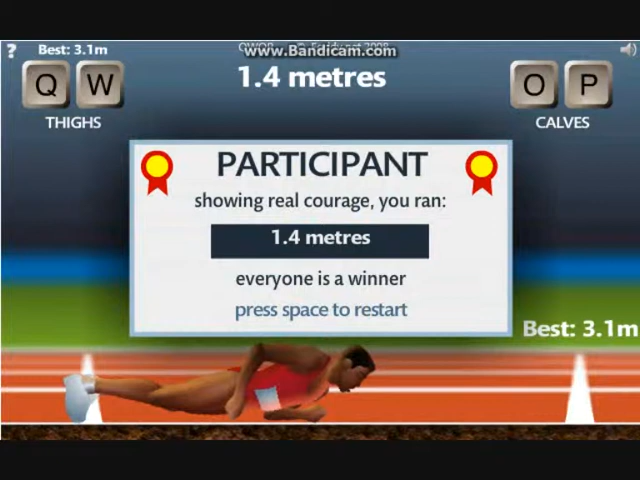 www.Bandicam.com
? Best: 3.1m
1.4 metres
Q W O P
THIGHS
CALVES
PARTICIPANT
showing real courage, you ran:
1.4 metres
everyone is a winner
press space to restart
Best: 3.1m